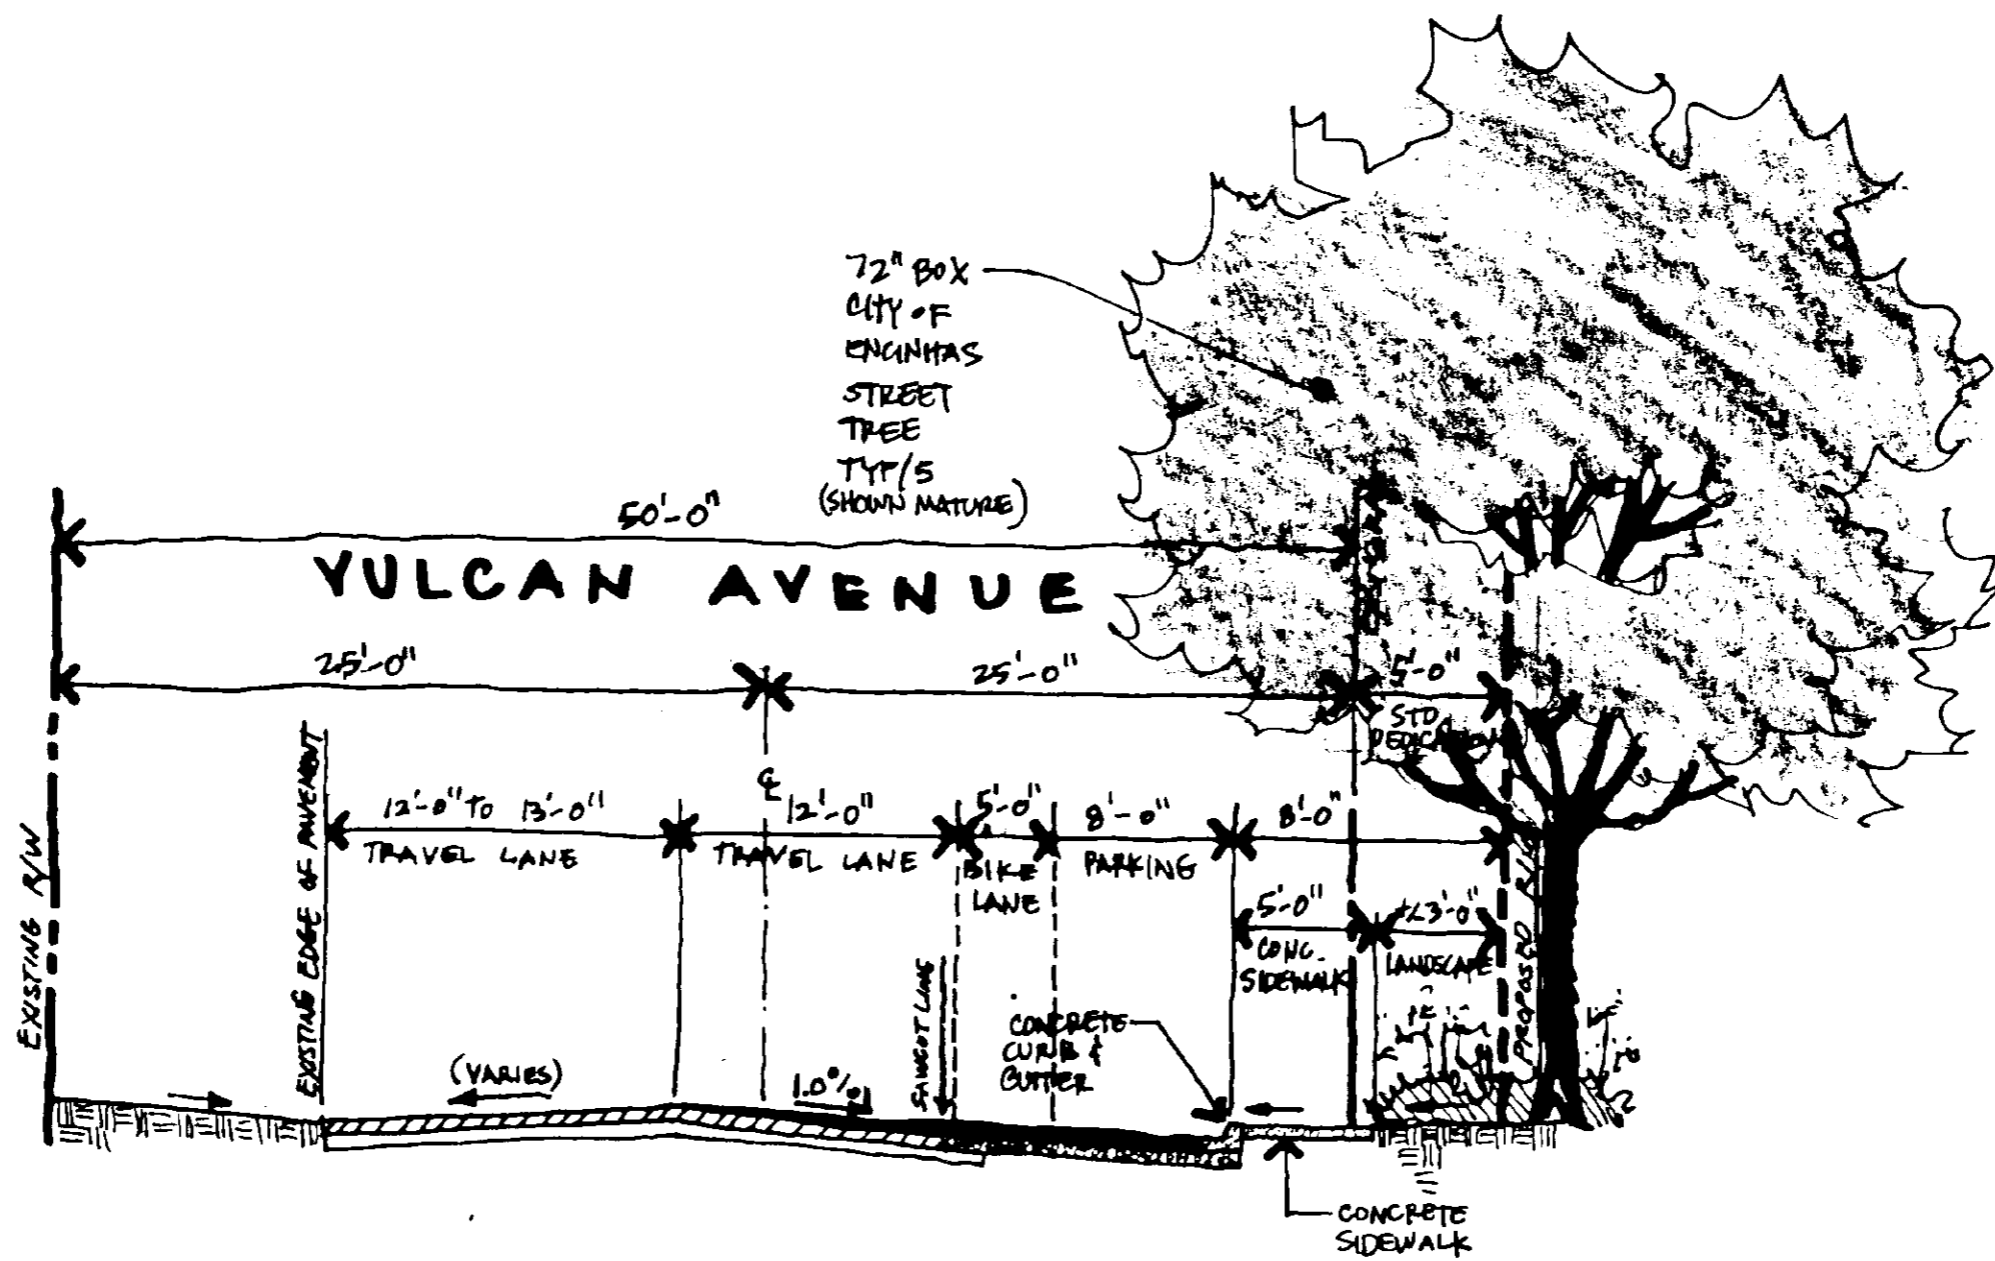 72" BOX
CITY OF
ENCINITAS
STREET
TREE
TYP/5
(SHOWN MATURE)
50'-0"
VULCAN AVENUE
25'-0"
25'-0"
5'-0"
STD.
DEDICATION
℄
12'-0" TO 13'-0"
TRAVEL LANE
12'-0"
TRAVEL LANE
5'-0"
BIKE
LANE
8'-0"
PARKING
8'-0"
5'-0"
CONC.
SIDEWALK
±3'-0"
LANDSCAPE
EXISTING R/W
EXISTING EDGE OF PAVEMENT
SAWCUT LINE
PROPOSED R/W
(VARIES)
1.0%
CONCRETE
CURB &
GUTTER
CONCRETE
SIDEWALK